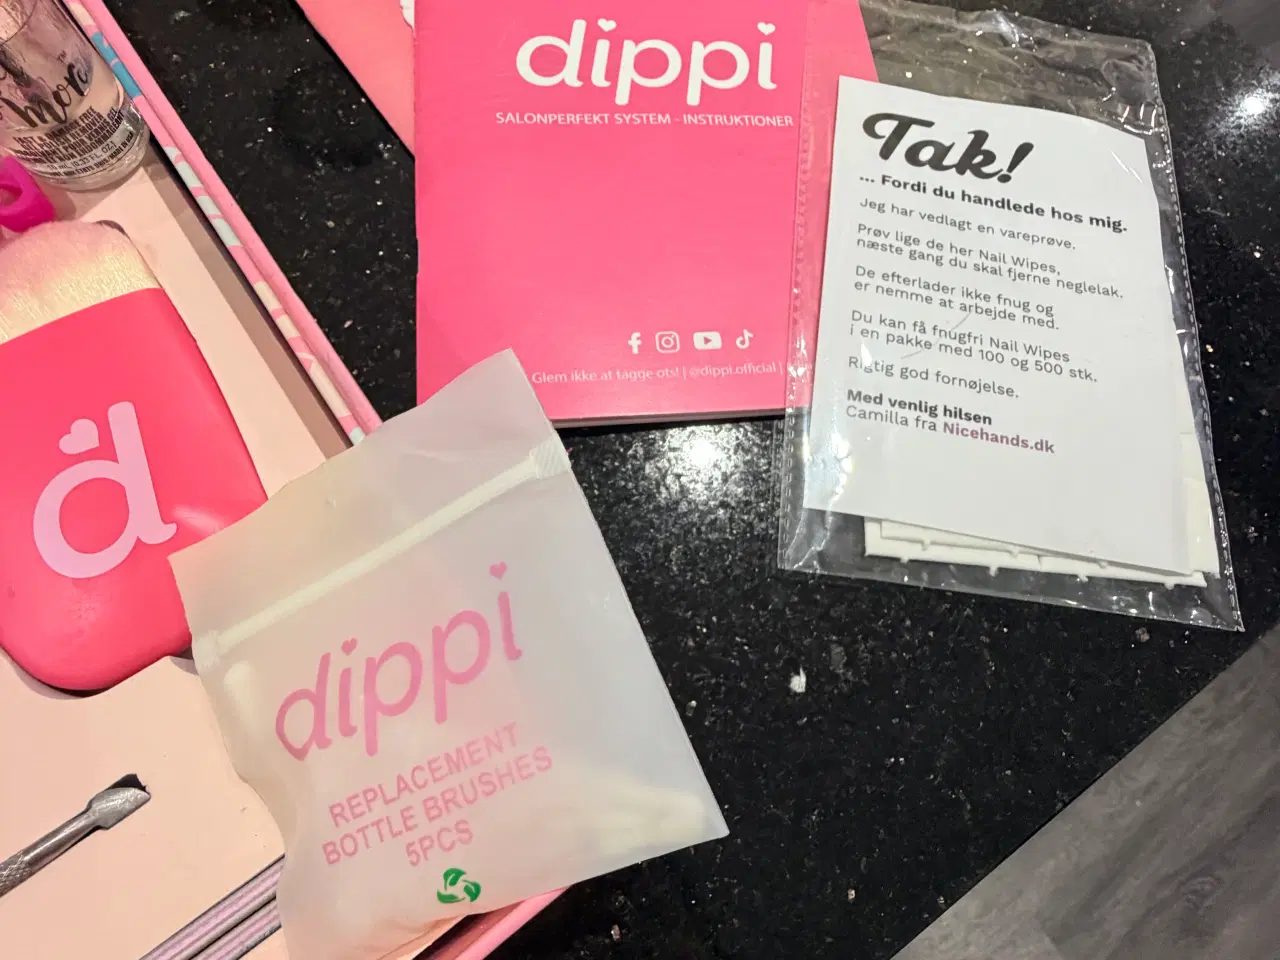 more
dippi
SALONPERFEKT SYSTEM - INSTRUKTIONER
Glem ikke at tagge os! | @dippi.official |
Tak!
... Fordi du handlede hos mig.
Jeg har vedlagt en vareprøve.
Prøv lige de her Nail Wipes,
næste gang du skal fjerne neglelak.
De efterlader ikke fnug og
er nemme at arbejde med.
Du kan få fnugfri Nail Wipes
i en pakke med 100 og 500 stk.
Rigtig god fornøjelse.
Med venlig hilsen
Camilla fra Nicehands.dk
d
dippi
REPLACEMENT
BOTTLE BRUSHES
5PCS